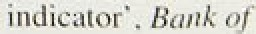 indicator’, Bank of